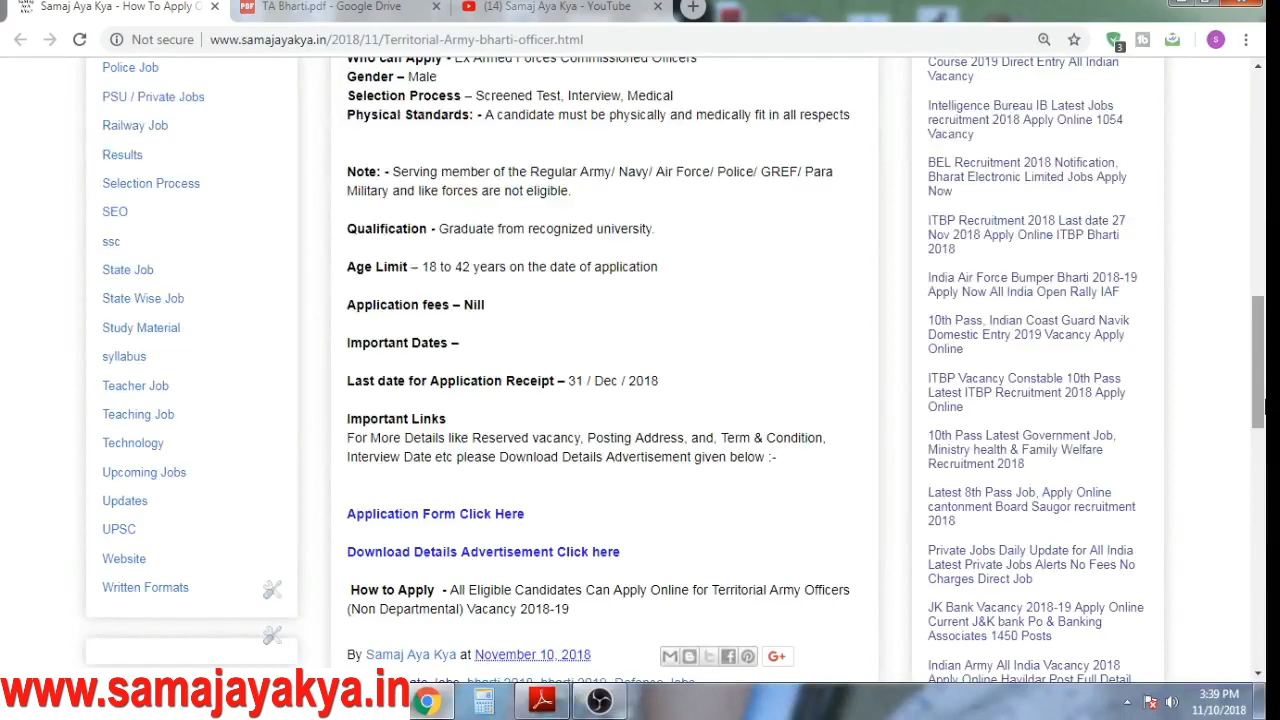 Samaj Aya Kya - How To Apply O
TA Bharti.pdf - Google Drive
(14) Samaj Aya Kya - YouTube
Not secure
www.samajayakya.in/2018/11/Territorial-Army-bharti-officer.html
3
s
Police Job
PSU / Private Jobs
Railway Job
Results
Selection Process
SEO
ssc
State Job
State Wise Job
Study Material
syllabus
Teacher Job
Teaching Job
Technology
Upcoming Jobs
Updates
UPSC
Website
Written Formats
Who can Apply - Ex Armed Forces Commissioned Officers
Gender – Male
Selection Process – Screened Test, Interview, Medical
Physical Standards: - A candidate must be physically and medically fit in all respects
Note: - Serving member of the Regular Army/ Navy/ Air Force/ Police/ GREF/ Para
Military and like forces are not eligible.
Qualification - Graduate from recognized university.
Age Limit – 18 to 42 years on the date of application
Application fees – Nill
Important Dates –
Last date for Application Receipt – 31 / Dec / 2018
Important Links
For More Details like Reserved vacancy, Posting Address, and, Term & Condition,
Interview Date etc please Download Details Advertisement given below :-
Application Form Click Here
Download Details Advertisement Click here
How to Apply - All Eligible Candidates Can Apply Online for Territorial Army Officers
(Non Departmental) Vacancy 2018-19
By Samaj Aya Kya at November 10, 2018
G+
Course 2019 Direct Entry All Indian
Vacancy
Intelligence Bureau IB Latest Jobs
recruitment 2018 Apply Online 1054
Vacancy
BEL Recruitment 2018 Notification,
Bharat Electronic Limited Jobs Apply
Now
ITBP Recruitment 2018 Last date 27
Nov 2018 Apply Online ITBP Bharti
2018
India Air Force Bumper Bharti 2018-19
Apply Now All India Open Rally IAF
10th Pass, Indian Coast Guard Navik
Domestic Entry 2019 Vacancy Apply
Online
ITBP Vacancy Constable 10th Pass
Latest ITBP Recruitment 2018 Apply
Online
10th Pass Latest Government Job,
Ministry health & Family Welfare
Recruitment 2018
Latest 8th Pass Job, Apply Online
cantonment Board Saugor recruitment
2018
Private Jobs Daily Update for All India
Latest Private Jobs Alerts No Fees No
Charges Direct Job
JK Bank Vacancy 2018-19 Apply Online
Current J&K bank Po & Banking
Associates 1450 Posts
Indian Army All India Vacancy 2018
Apply Online Havildar Post Full Detail
www.samajayakya.in
3:39 PM
11/10/2018